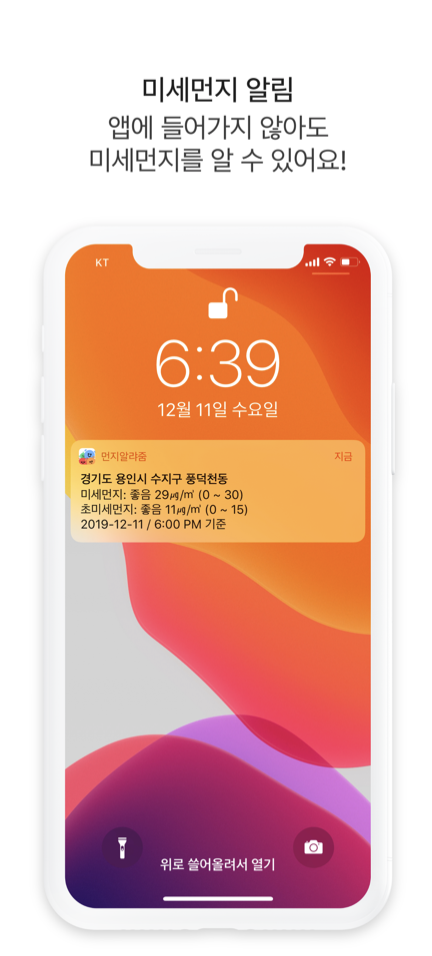 미세먼지 알림
앱에 들어가지 않아도
미세먼지를 알 수 있어요!
KT
6:39
12월 11일 수요일
먼지알랴줌 지금
경기도 용인시 수지구 풍덕천동
미세먼지: 좋음 29㎍/㎥ (0 ~ 30)
초미세먼지: 좋음 11㎍/㎥ (0 ~ 15)
2019-12-11 / 6:00 PM 기준
위로 쓸어올려서 열기